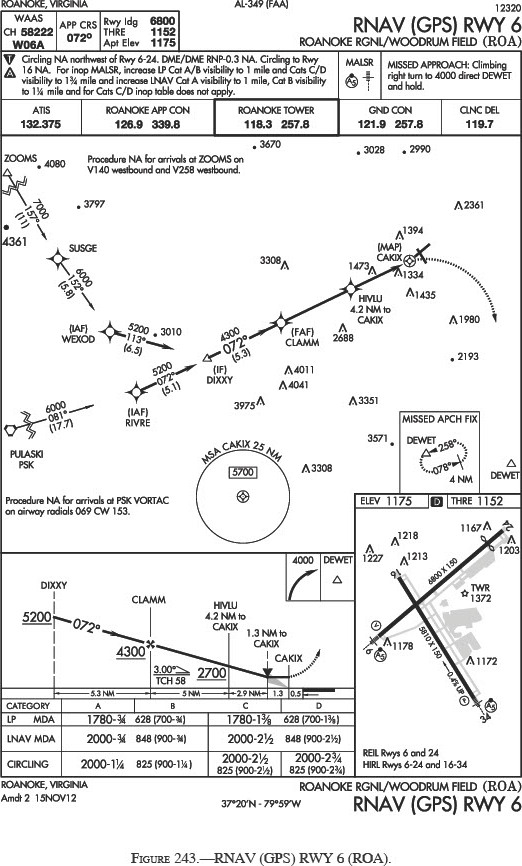 ROANOKE, VIRGINIA
AL-349 (FAA)
12320
WAAS
CH 58222
W06A
APP CRS
072°
Rwy ldg 6800
THRE 1152
Apt Elev 1175
RNAV (GPS) RWY 6
ROANOKE RGNL/WOODRUM FIELD (ROA)
T
A
Circling NA northwest of Rwy 6-24. DME/DME RNP-0.3 NA. Circling to Rwy
16 NA. For inop MALSR, increase LP Cat A/B visibility to 1 mile and Cats C/D
visibility to 1¾ mile and increase LNAV Cat A visibility to 1 mile, Cat B visibility
to 1¼ mile and for Cats C/D inop table does not apply.
MALSR
A5
MISSED APPROACH: Climbing
right turn to 4000 direct DEWET
and hold.
ATIS
132.375
ROANOKE APP CON
126.9 339.8
ROANOKE TOWER
118.3 257.8
GND CON
121.9 257.8
CLNC DEL
119.7
ZOOMS
4080
Procedure NA for arrivals at ZOOMS on
V140 westbound and V258 westbound.
3670
3028
2990
7000
157°
(11)
3797
2361
4361
SUSGE
1394
(MAP)
CAKIX
3308
1473
1334
6000
152°
(5.8)
HIVLU
4.2 NM to
CAKIX
1435
(IAF)
WEXOD
5200
113°
(6.5)
3010
4300
072°
(5.3)
(FAF)
CLAMM
2688
1980
5200
072°
(5.1)
(IF)
DIXXY
2193
4011
4041
(IAF)
RIVRE
3975
3351
6000
081°
(17.7)
PULASKI
PSK
MISSED APCH FIX
DEWET
258°
078°
4 NM
3571
DEWET
MSA CAKIX 25 NM
5700
3308
Procedure NA for arrivals at PSK VORTAC
on airway radials 069 CW 153.
ELEV 1175
D
THRE 1152
1167
24
1218
1203
1227
1213
16
6800 X 150
TWR
1372
5810 X 150
0.4% UP
6
A5
1178
1172
34
A5
REIL Rwys 6 and 24
HIRL Rwys 6-24 and 16-34
4000
DEWET
DIXXY
5200
072°
CLAMM
4300
HIVLU
4.2 NM to
CAKIX
1.3 NM to
CAKIX
CAKIX
3.00°
TCH 58
2700
5.3 NM
5 NM
2.9 NM
1.3
0.5
CATEGORY A B C D
LP MDA 1780-¾ 628 (700-¾) 1780-1⅜ 628 (700-1⅜)
LNAV MDA 2000-¾ 848 (900-¾) 2000-2½ 848 (900-2½)
CIRCLING 2000-1¼ 825 (900-1¼) 2000-2½ 825 (900-2½) 2000-2¾ 825 (900-2¾)
ROANOKE, VIRGINIA
Amdt 2 15NOV12
37°20'N - 79°59'W
ROANOKE RGNL/WOODRUM FIELD (ROA)
RNAV (GPS) RWY 6
FIGURE 243.—RNAV (GPS) RWY 6 (ROA).